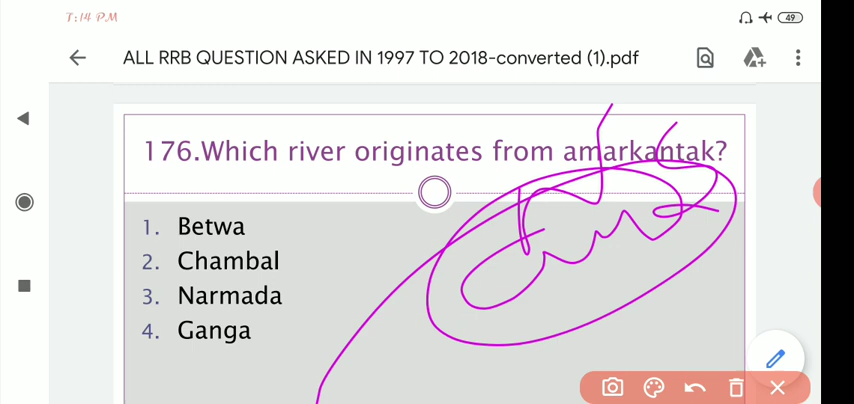 7:14 PM
49
ALL RRB QUESTION ASKED IN 1997 TO 2018-converted (1).pdf
176.Which river originates from amarkantak?
1. Betwa
2. Chambal
3. Narmada
4. Ganga